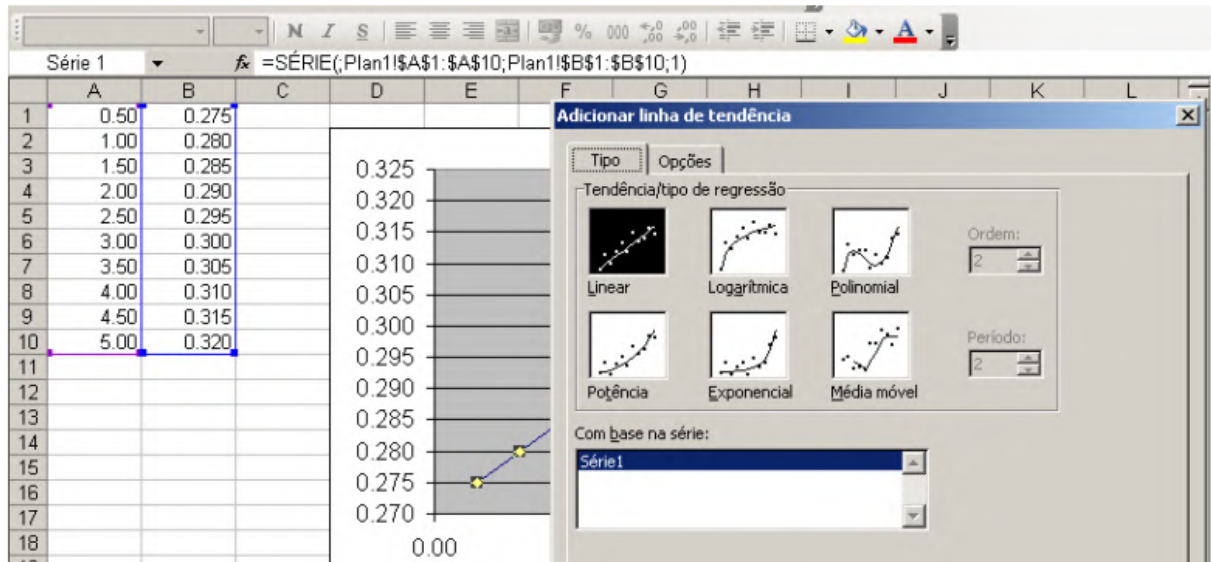 N I S % 000 ,0 ,00 ,00 ,0 A
Série 1 fx =SÉRIE(;Plan1!$A$1:$A$10;Plan1!$B$1:$B$10;1)
A B C D E F G H I J K L
1 0.50 0.275
2 1.00 0.280
3 1.50 0.285
4 2.00 0.290
5 2.50 0.295
6 3.00 0.300
7 3.50 0.305
8 4.00 0.310
9 4.50 0.315
10 5.00 0.320
11
12
13
14
15
16
17
18
0.325
0.320
0.315
0.310
0.305
0.300
0.295
0.290
0.285
0.280
0.275
0.270
0.00
Adicionar linha de tendência
Tipo Opções
Tendência/tipo de regressão
Linear Logarítmica Polinomial
Ordem:
2
Potência Exponencial Média móvel
Período:
2
Com base na série:
Série1